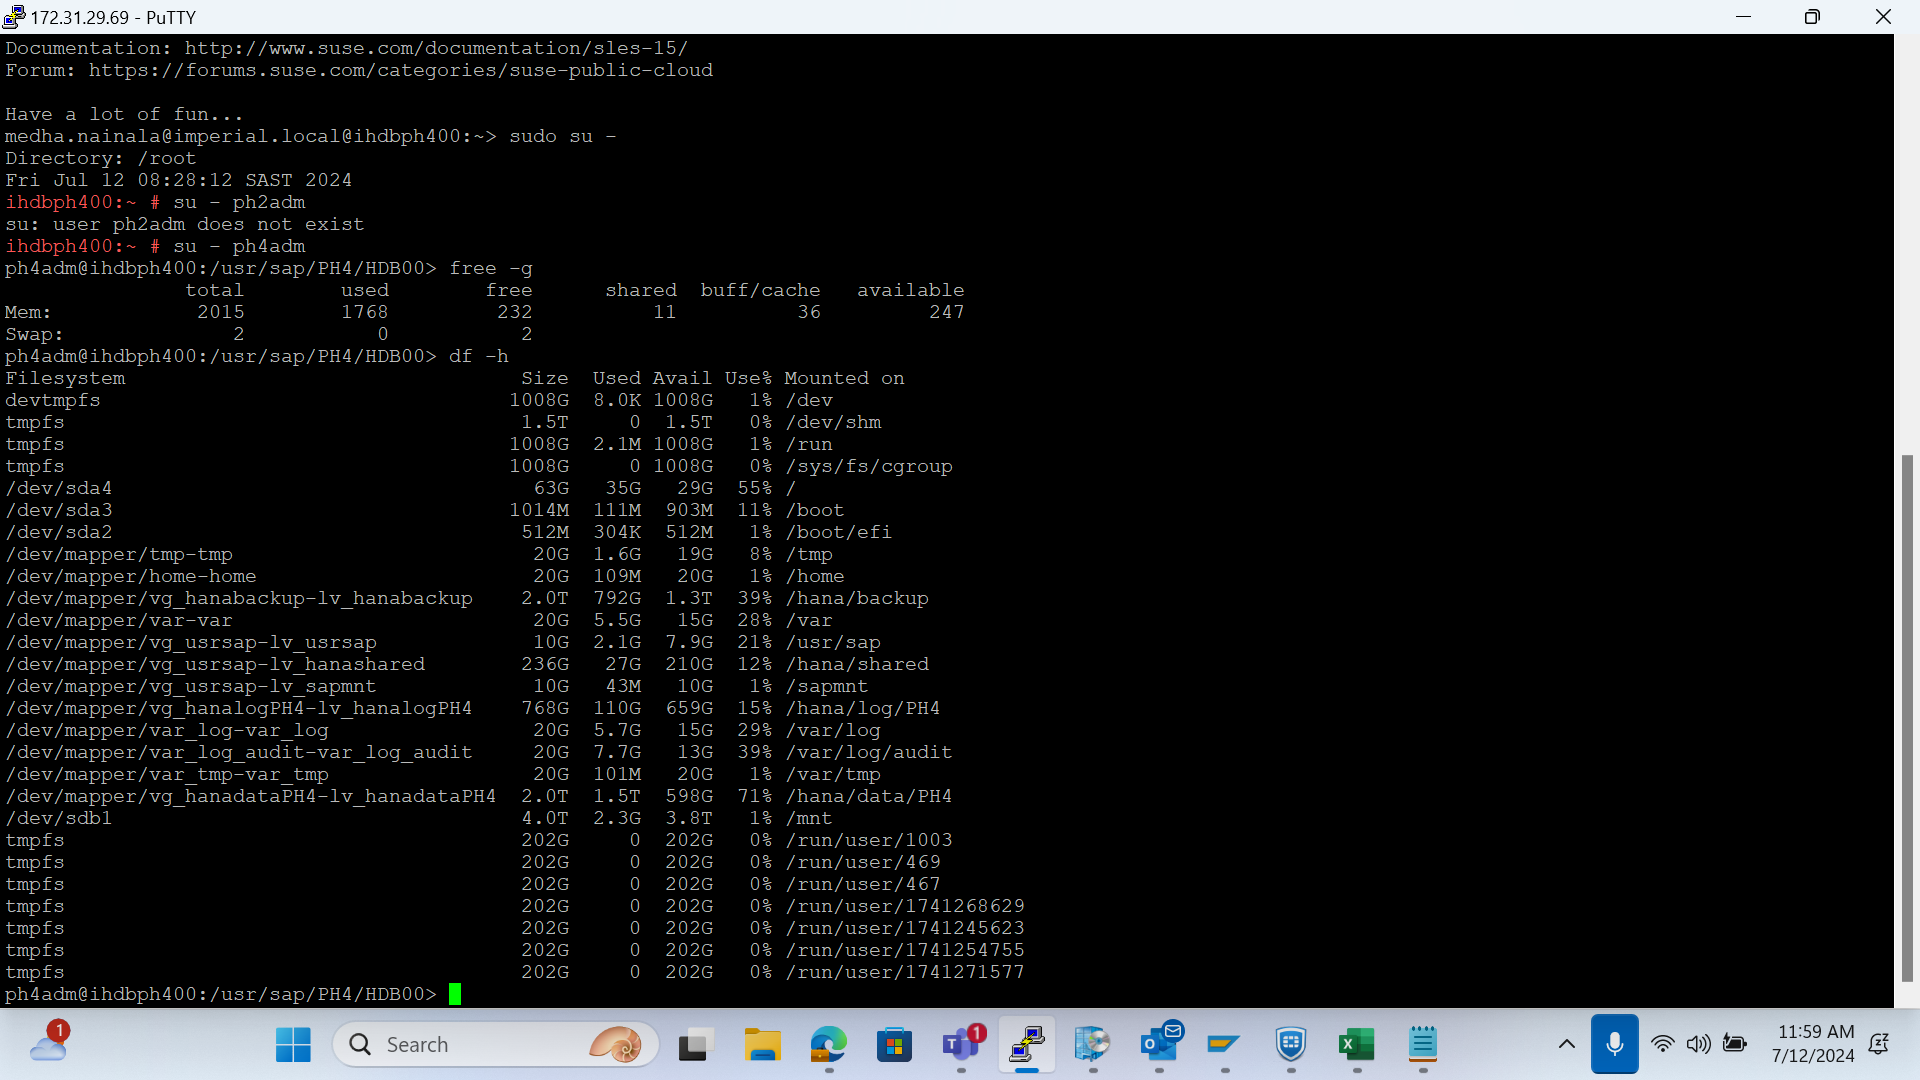 172.31.29.69 - PuTTY
Documentation: http://www.suse.com/documentation/sles-15/
Forum: https://forums.suse.com/categories/suse-public-cloud
Have a lot of fun...
medha.nainala@imperial.local@ihdbph400:~> sudo su -
Directory: /root
Fri Jul 12 08:28:12 SAST 2024
ihdbph400:~ # su - ph2adm
su: user ph2adm does not exist
ihdbph400:~ # su - ph4adm
ph4adm@ihdbph400:/usr/sap/PH4/HDB00> free -g
total used free shared buff/cache available
Mem: 2015 1768 232 11 36 247
Swap: 2 0 2
ph4adm@ihdbph400:/usr/sap/PH4/HDB00> df -h
Filesystem Size Used Avail Use% Mounted on
devtmpfs 1008G 8.0K 1008G 1% /dev
tmpfs 1.5T 0 1.5T 0% /dev/shm
tmpfs 1008G 2.1M 1008G 1% /run
tmpfs 1008G 0 1008G 0% /sys/fs/cgroup
/dev/sda4 63G 35G 29G 55% /
/dev/sda3 1014M 111M 903M 11% /boot
/dev/sda2 512M 304K 512M 1% /boot/efi
/dev/mapper/tmp-tmp 20G 1.6G 19G 8% /tmp
/dev/mapper/home-home 20G 109M 20G 1% /home
/dev/mapper/vg_hanabackup-lv_hanabackup 2.0T 792G 1.3T 39% /hana/backup
/dev/mapper/var-var 20G 5.5G 15G 28% /var
/dev/mapper/vg_usrsap-lv_usrsap 10G 2.1G 7.9G 21% /usr/sap
/dev/mapper/vg_usrsap-lv_hanashared 236G 27G 210G 12% /hana/shared
/dev/mapper/vg_usrsap-lv_sapmnt 10G 43M 10G 1% /sapmnt
/dev/mapper/vg_hanalogPH4-lv_hanalogPH4 768G 110G 659G 15% /hana/log/PH4
/dev/mapper/var_log-var_log 20G 5.7G 15G 29% /var/log
/dev/mapper/var_log_audit-var_log_audit 20G 7.7G 13G 39% /var/log/audit
/dev/mapper/var_tmp-var_tmp 20G 101M 20G 1% /var/tmp
/dev/mapper/vg_hanadataPH4-lv_hanadataPH4 2.0T 1.5T 598G 71% /hana/data/PH4
/dev/sdb1 4.0T 2.3G 3.8T 1% /mnt
tmpfs 202G 0 202G 0% /run/user/1003
tmpfs 202G 0 202G 0% /run/user/469
tmpfs 202G 0 202G 0% /run/user/467
tmpfs 202G 0 202G 0% /run/user/1741268629
tmpfs 202G 0 202G 0% /run/user/1741245623
tmpfs 202G 0 202G 0% /run/user/1741254755
tmpfs 202G 0 202G 0% /run/user/1741271577
ph4adm@ihdbph400:/usr/sap/PH4/HDB00>
1
Search
1
11:59 AM
7/12/2024